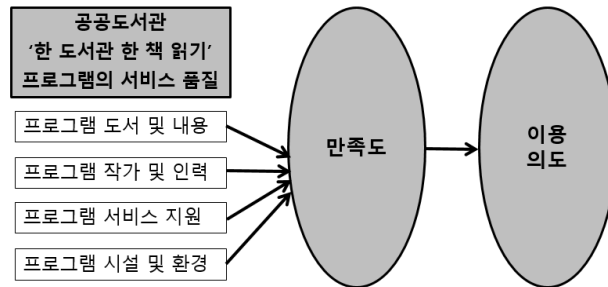 공공도서관
‘한 도서관 한 책 읽기’
프로그램의 서비스 품질
프로그램 도서 및 내용
프로그램 작가 및 인력
프로그램 서비스 지원
프로그램 시설 및 환경
만족도
이용
의도